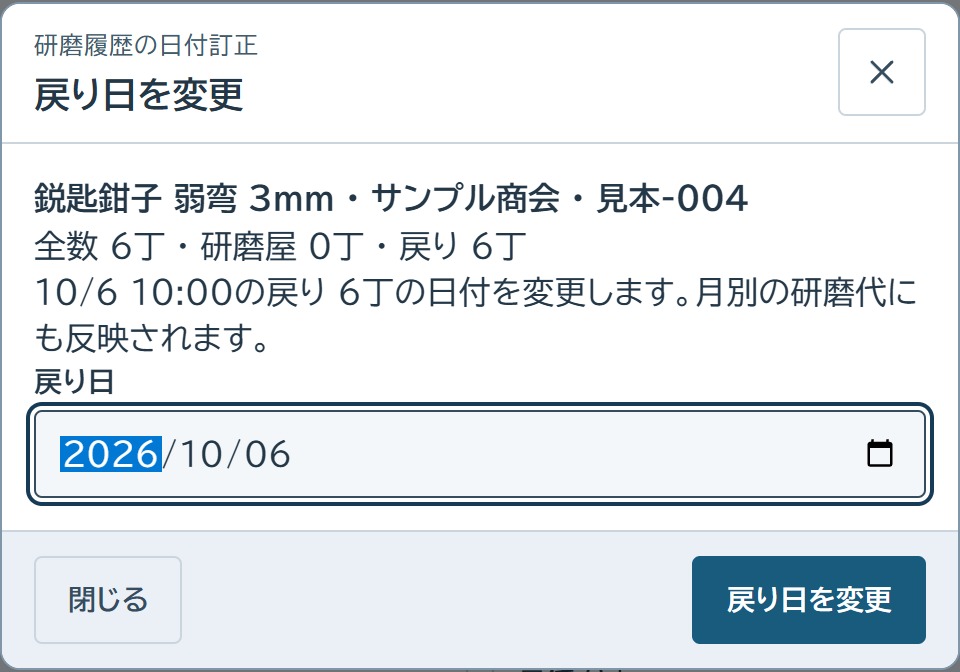 研磨履歴の日付訂正
戻り日を変更
鋭匙鉗子 弱弯 3mm・サンプル商会・見本-004
全数 6丁・研磨屋 0丁・戻り 6丁
10/6 10:00の戻り 6丁の日付を変更します。月別の研磨代に
も反映されます。
戻り日
2026/10/06
閉じる
戻り日を変更